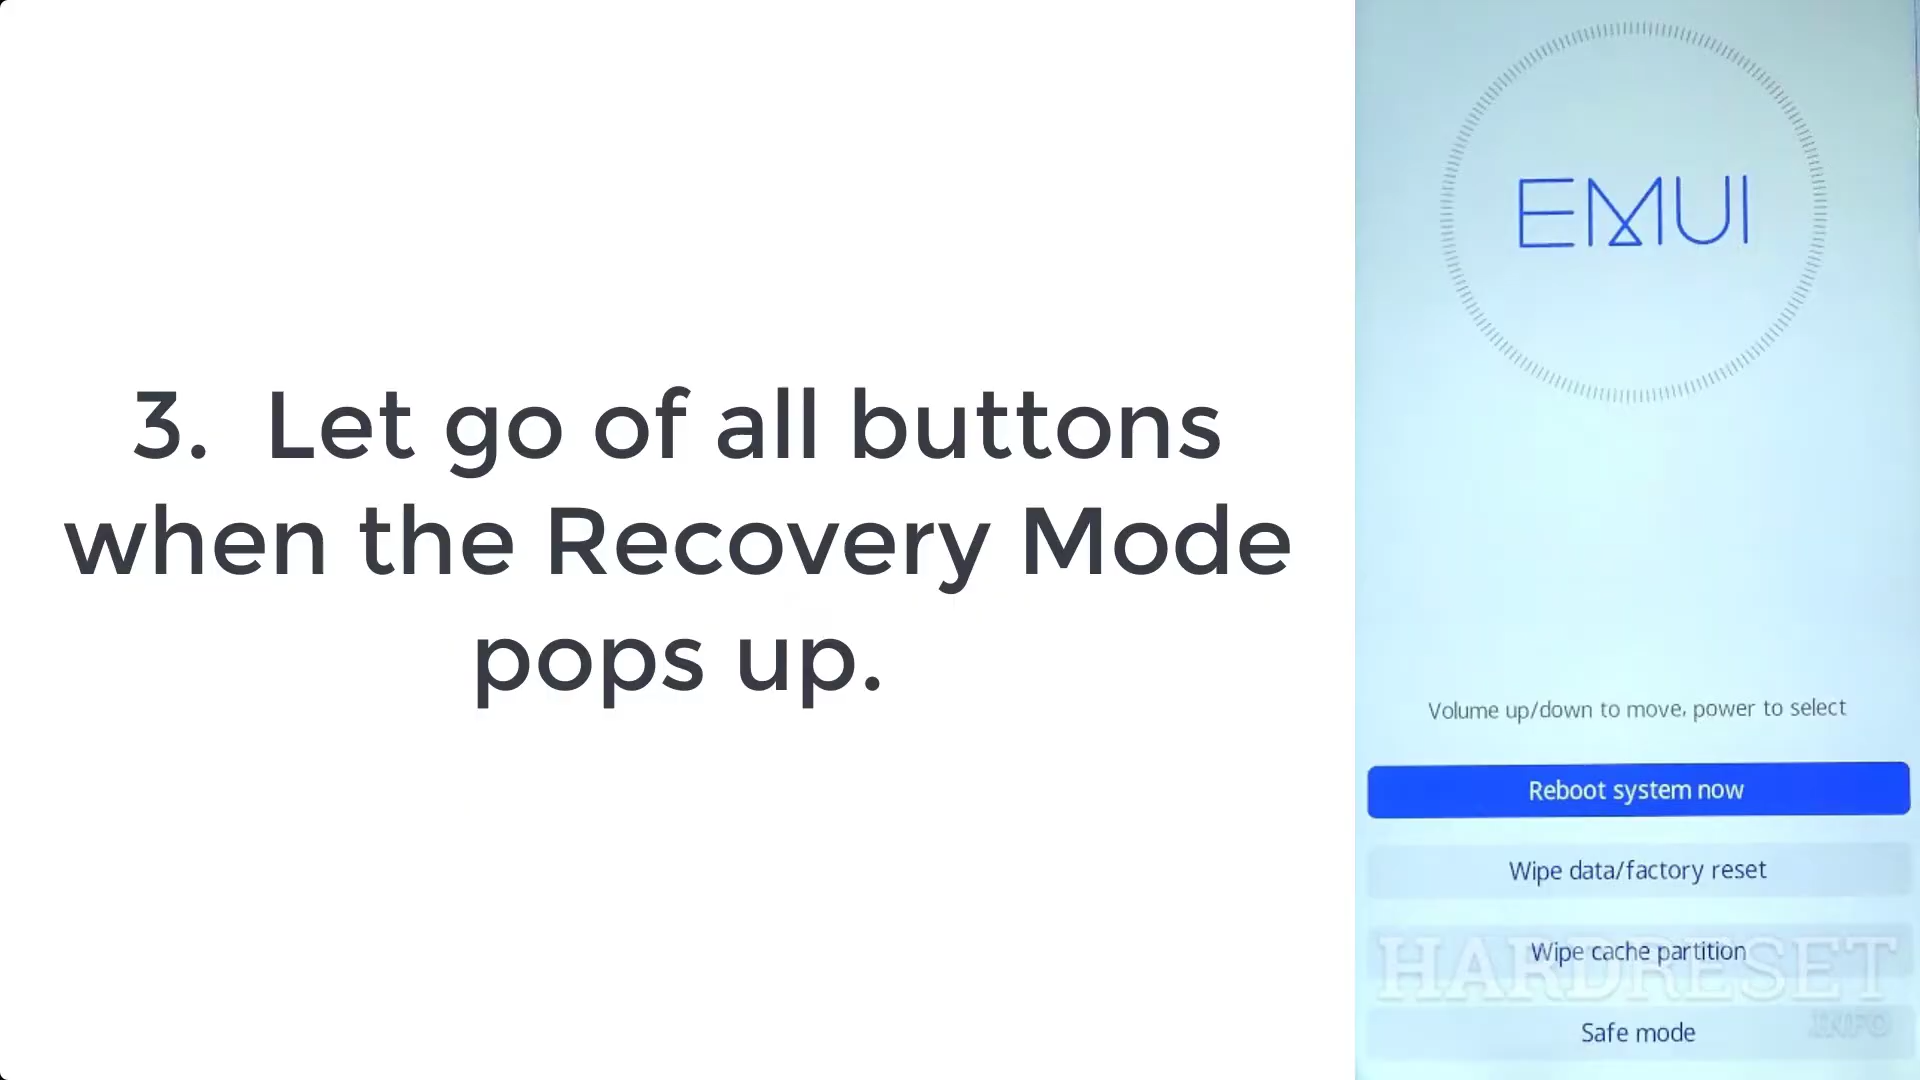 3. Let go of all buttons
when the Recovery Mode
pops up.
EMUI
Volume up/down to move, power to select
Reboot system now
Wipe data/factory reset
Wipe cache partition
HARDRESET
.INFO
Safe mode